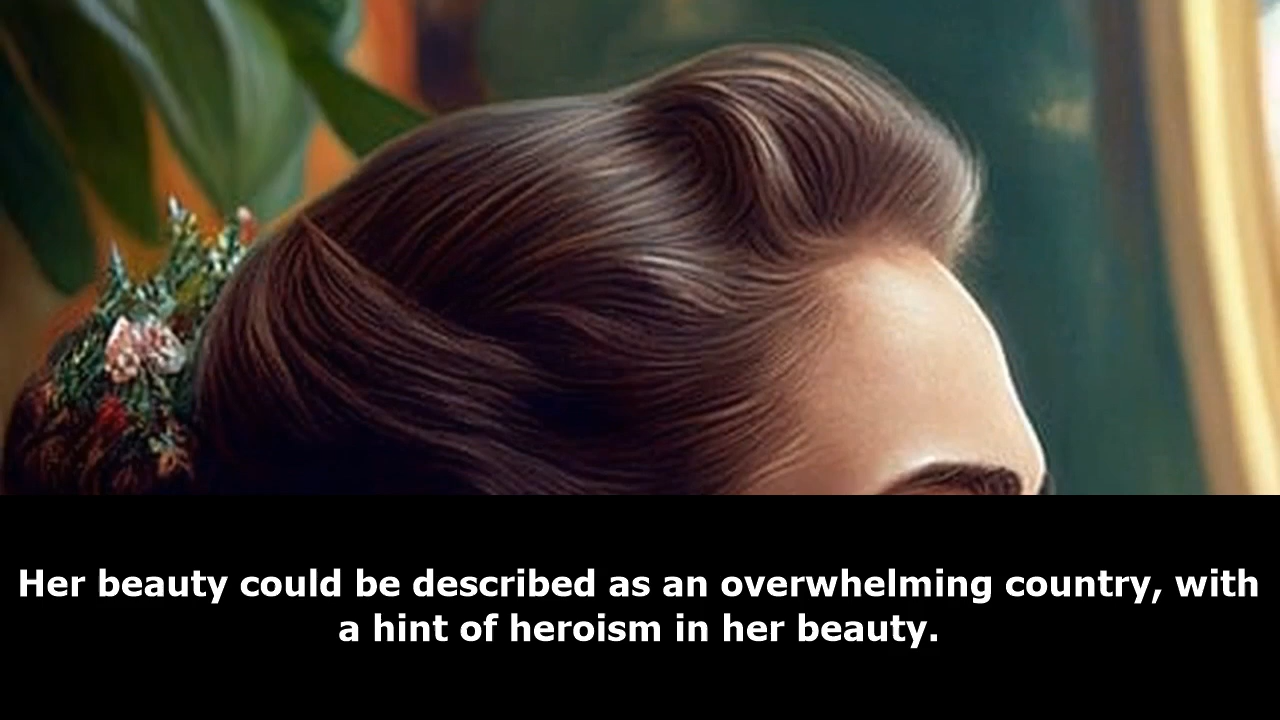 Her beauty could be described as an overwhelming country, with
a hint of heroism in her beauty.